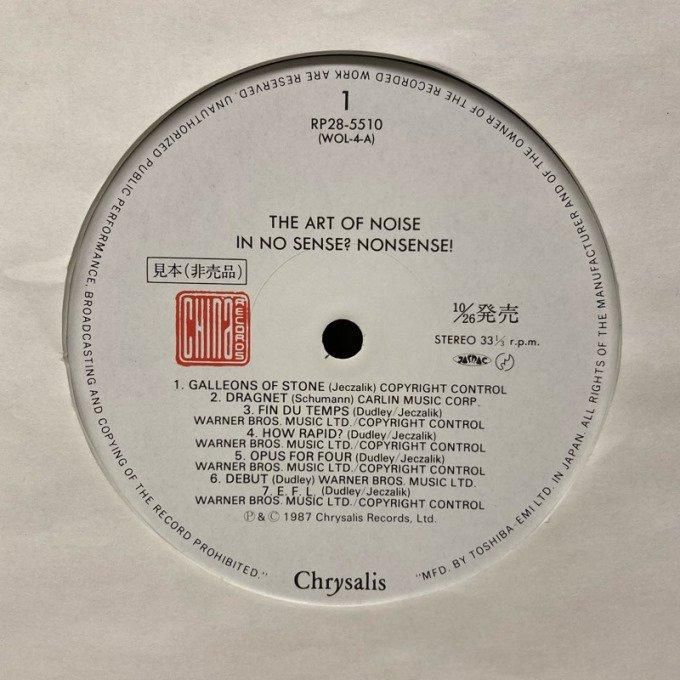 1
RP28-5510
(WOL-4-A)
THE ART OF NOISE
IN NO SENSE? NONSENSE!
見本(非売品)
10/26発売
CHINA RECORDS
STEREO 33⅓ r.p.m.
JASRAC
1. GALLEONS OF STONE (Jeczalik) COPYRIGHT CONTROL
2. DRAGNET (Schumann) CARLIN MUSIC CORP.
3. FIN DU TEMPS (Dudley/Jeczalik)
WARNER BROS. MUSIC LTD./COPYRIGHT CONTROL
4. HOW RAPID? (Dudley/Jeczalik)
WARNER BROS. MUSIC LTD./COPYRIGHT CONTROL
5. OPUS FOR FOUR (Dudley/Jeczalik)
WARNER BROS. MUSIC LTD./COPYRIGHT CONTROL
6. DEBUT (Dudley) WARNER BROS. MUSIC LTD.
7. E. F. L. (Dudley/Jeczalik)
WARNER BROS. MUSIC LTD./COPYRIGHT CONTROL
Ⓟ & © 1987 Chrysalis Records, Ltd.
Chrysalis
"MFD. BY TOSHIBA-EMI LTD. IN JAPAN. ALL RIGHTS OF THE MANUFACTURER AND OF THE OWNER OF THE RECORDED WORK ARE RESERVED. UNAUTHORIZED PUBLIC PERFORMANCE, BROADCASTING AND COPYING OF THE RECORD PROHIBITED."